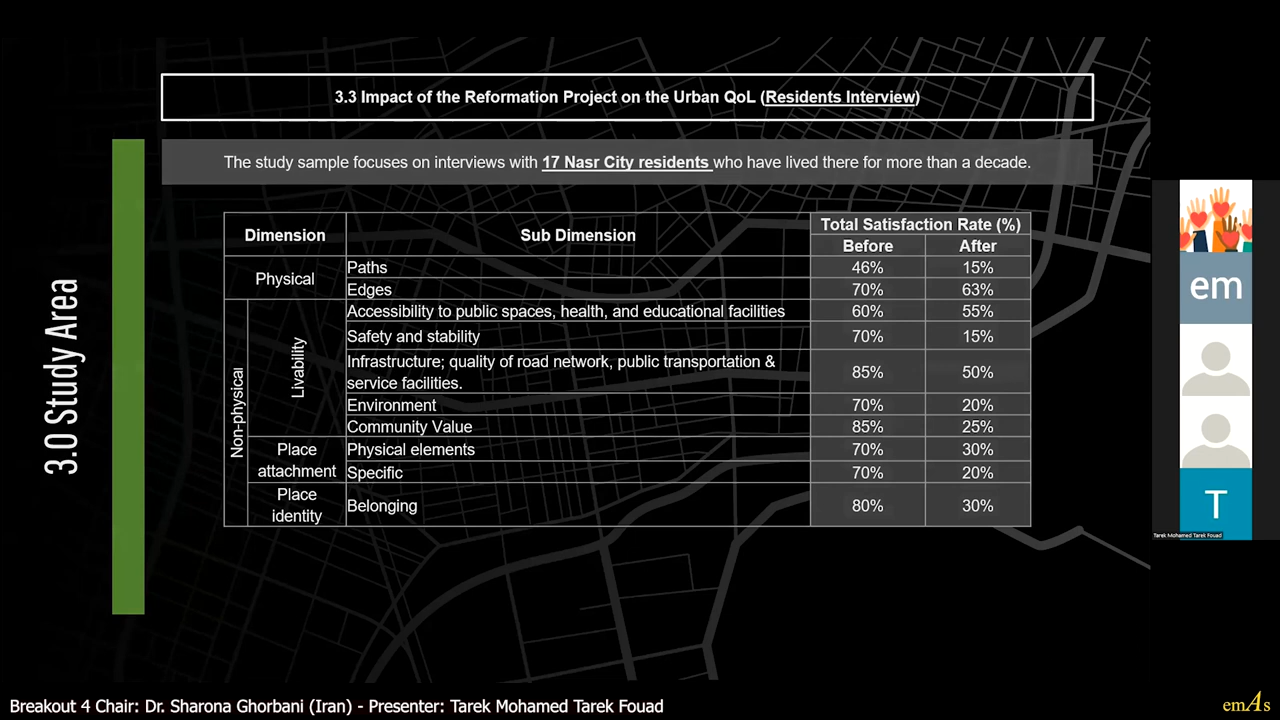 3.3 Impact of the Reformation Project on the Urban QoL (Residents Interview)
The study sample focuses on interviews with 17 Nasr City residents who have lived there for more than a decade.
3.0 Study Area
Dimension Sub Dimension Total Satisfaction Rate (%)
Before After
Physical Paths 46% 15%
Edges 70% 63%
Non-physical Livability Accessibility to public spaces, health, and educational facilities 60% 55%
Safety and stability 70% 15%
Infrastructure; quality of road network, public transportation &
service facilities. 85% 50%
Environment 70% 20%
Community Value 85% 25%
Place
attachment Physical elements 70% 30%
Specific 70% 20%
Place
identity Belonging 80% 30%
em
T
Tarek Mohamed Tarek Fouad
Breakout 4 Chair: Dr. Sharona Ghorbani (Iran) - Presenter: Tarek Mohamed Tarek Fouad
emAs